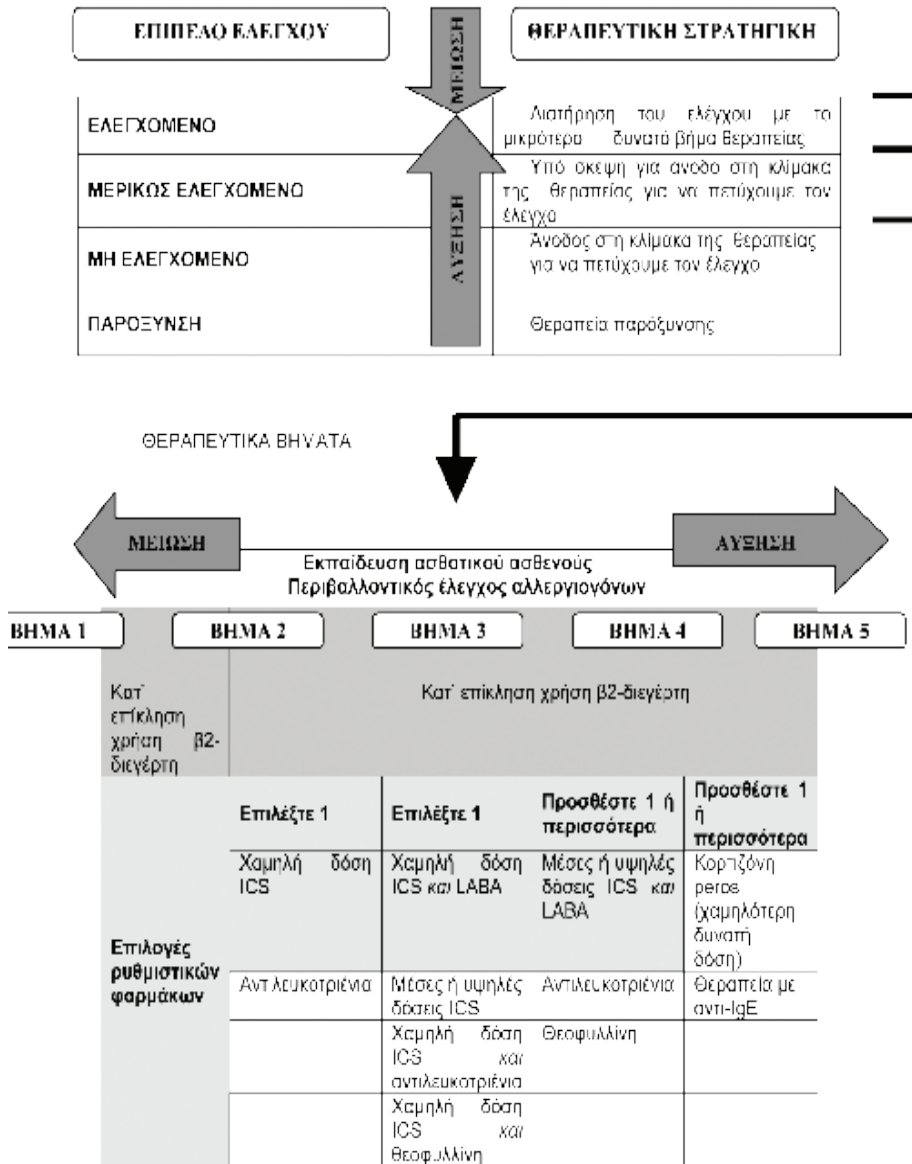 ΕΠΙΠΕΔΟ ΕΛΕΓΧΟΥ
ΜΕΙΩΣΗ
ΘΕΡΑΠΕΥΤΙΚΗ ΣΤΡΑΤΗΓΙΚΗ
ΕΛΕΓΧΟΜΕΝΟ
Διατήρηση του ελέγχου με το
μικρότερο δυνατό βήμα θεραπείας
ΜΕΡΙΚΩΣ ΕΛΕΓΧΟΜΕΝΟ
Υπό σκεψη για ανοδο στη κλίμακα
της θεραπείας για να πετύχουμε τον
έλεγχο
ΑΥΞΗΣΗ
ΜΗ ΕΛΕΓΧΟΜΕΝΟ
Άνοδος στη κλίμακα της θεραπείας
για να πετύχουμε τον έλεγχο
ΠΑΡΟΞΥΝΣΗ
Θεραπεία παρόξυνσης
ΘΕΡΑΠΕΥΤΙΚΑ ΒΗΜΑΤΑ
ΜΕΙΩΣΗ
ΑΥΞΗΣΗ
Εκπαίδευση ασθατικού ασθενούς
Περιβαλλοντικός έλεγχος αλλεργιογόνων
ΒΗΜΑ 1
ΒΗΜΑ 2
ΒΗΜΑ 3
ΒΗΜΑ 4
ΒΗΜΑ 5
Κατ'
επίκληση
χρήση β2-
διεγέρτη
Κατ' επίκληση χρήση β2-διεγέρτη
Επιλογές
ρυθμιστικών
φαρμάκων
Επιλέξτε 1
Επιλέξτε 1
Προσθέστε 1 ή
περισσότερα
Προσθέστε 1
ή
περισσότερα
Χαμηλή δόση
ICS
Χαμηλή δόση
ICS και LABA
Μέσες ή υψηλές
δόσεις ICS και
LABA
Κορτιζόνη
peros
(χαμηλότερη
δυνατή
δόση)
Αντιλευκοτριένια
Μέσες ή υψηλές
δόσεις ICS
Αντιλευκοτριένια
Θεραπεία με
αντι-IgE
Χαμηλή δόση
ICS και
αντιλευκοτριένια
Θεοφυλλίνη
Χαμηλή δόση
ICS και
θεοφυλλίνη